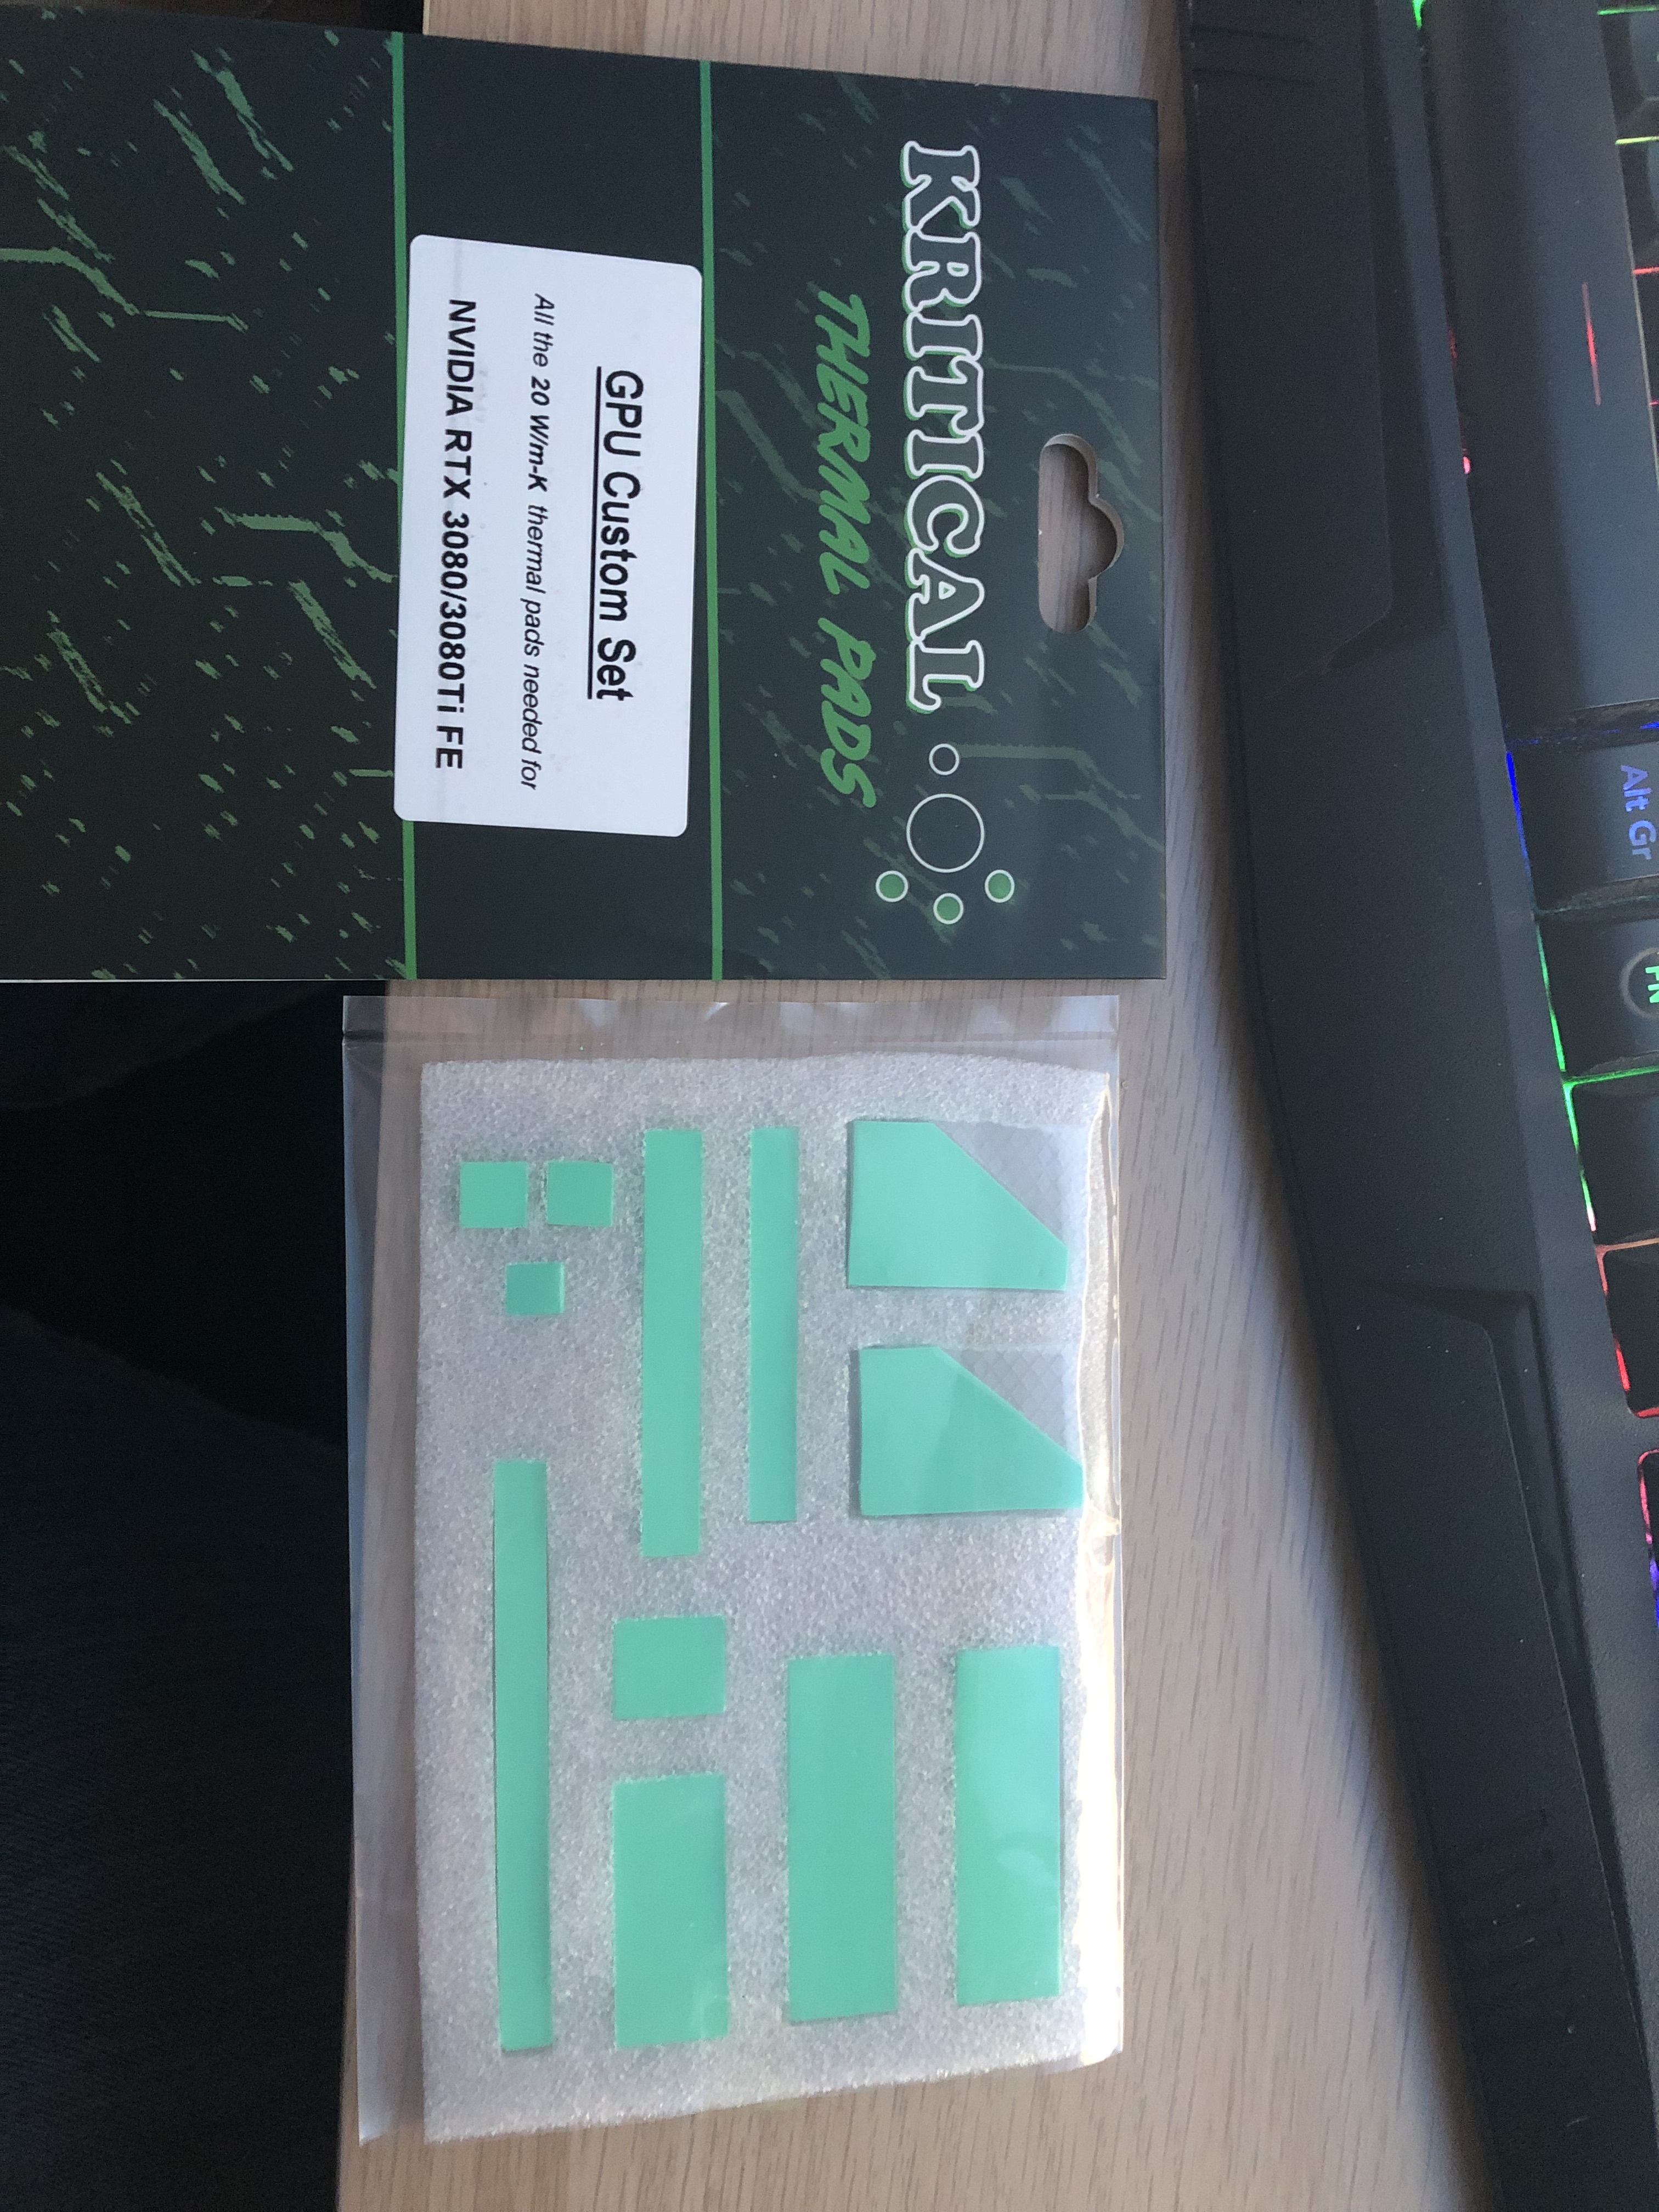 KRITICAL
THERMAL PADS
GPU Custom Set
All the 20 W/m-K thermal pads needed for
NVIDIA RTX 3080/3080Ti FE
Alt Gr
FN